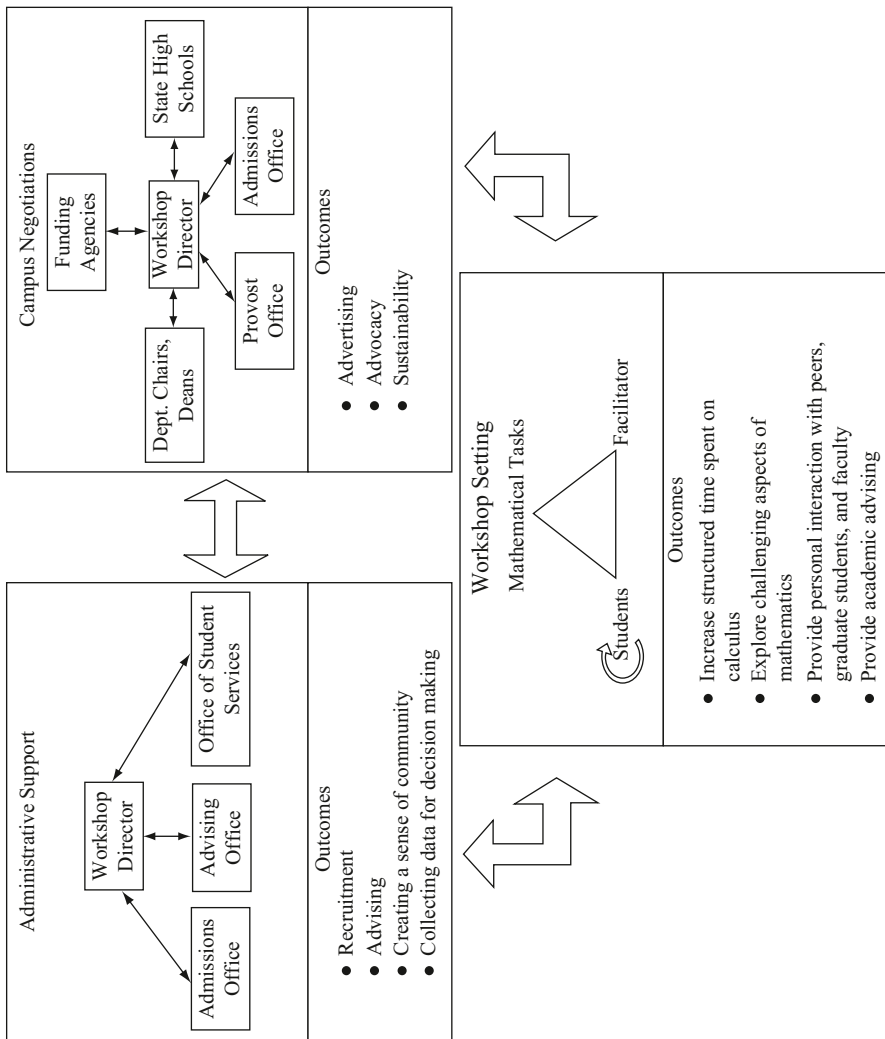 Administrative Support
Workshop
Director
Admissions
Office
Advising
Office
Office of Student
Services
Outcomes
● Recruitment
● Advising
● Creating a sense of community
● Collecting data for decision making
Campus Negotiations
Funding
Agencies
Dept. Chairs,
Deans
Workshop
Director
State High
Schools
Provost
Office
Admissions
Office
Outcomes
● Advertising
● Advocacy
● Sustainability
Workshop Setting
Mathematical Tasks
Students
Facilitator
Outcomes
● Increase structured time spent on
calculus
● Explore challenging aspects of
mathematics
● Provide personal interaction with peers,
graduate students, and faculty
● Provide academic advising